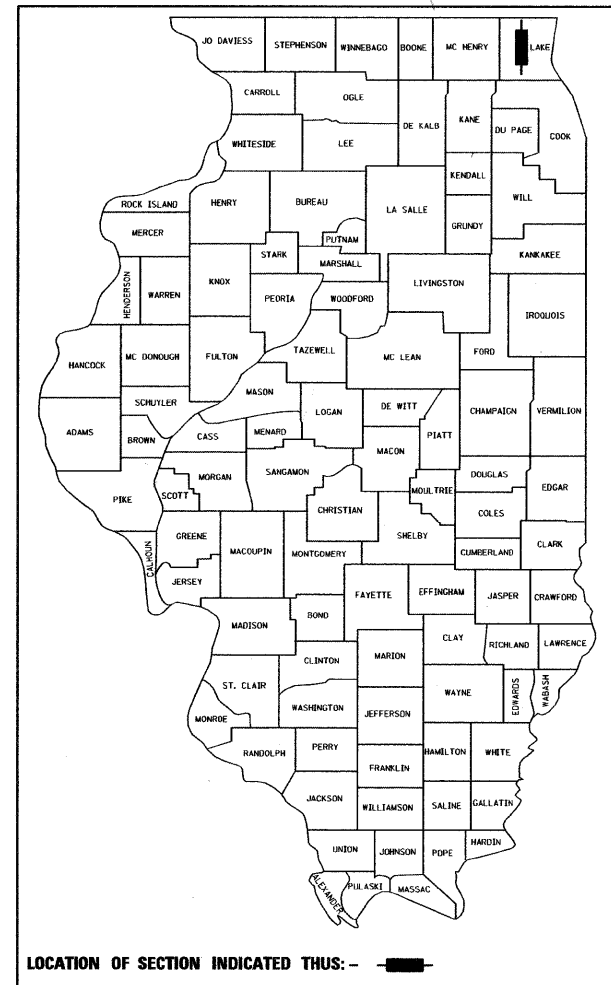 JO DAVIESS STEPHENSON WINNEBAGO BOONE MC HENRY LAKE
CARROLL OGLE DE KALB KANE DU PAGE COOK
WHITESIDE LEE KENDALL WILL
ROCK ISLAND HENRY BUREAU LA SALLE GRUNDY
MERCER STARK PUTNAM KANKAKEE
HENDERSON WARREN KNOX PEORIA MARSHALL WOODFORD LIVINGSTON IROQUOIS
HANCOCK MC DONOUGH FULTON TAZEWELL MC LEAN FORD
SCHUYLER MASON LOGAN DE WITT CHAMPAIGN VERMILION
ADAMS BROWN CASS MENARD MACON PIATT
PIKE SCOTT MORGAN SANGAMON CHRISTIAN MOULTRIE DOUGLAS EDGAR
COLES
CALHOUN GREENE MACOUPIN MONTGOMERY SHELBY CUMBERLAND CLARK
JERSEY FAYETTE EFFINGHAM JASPER CRAWFORD
MADISON BOND CLAY RICHLAND LAWRENCE
ST. CLAIR CLINTON MARION WAYNE EDWARDS WABASH
MONROE WASHINGTON JEFFERSON
RANDOLPH PERRY FRANKLIN HAMILTON WHITE
JACKSON WILLIAMSON SALINE GALLATIN
UNION JOHNSON POPE HARDIN
ALEXANDER PULASKI MASSAC
LOCATION OF SECTION INDICATED THUS: -